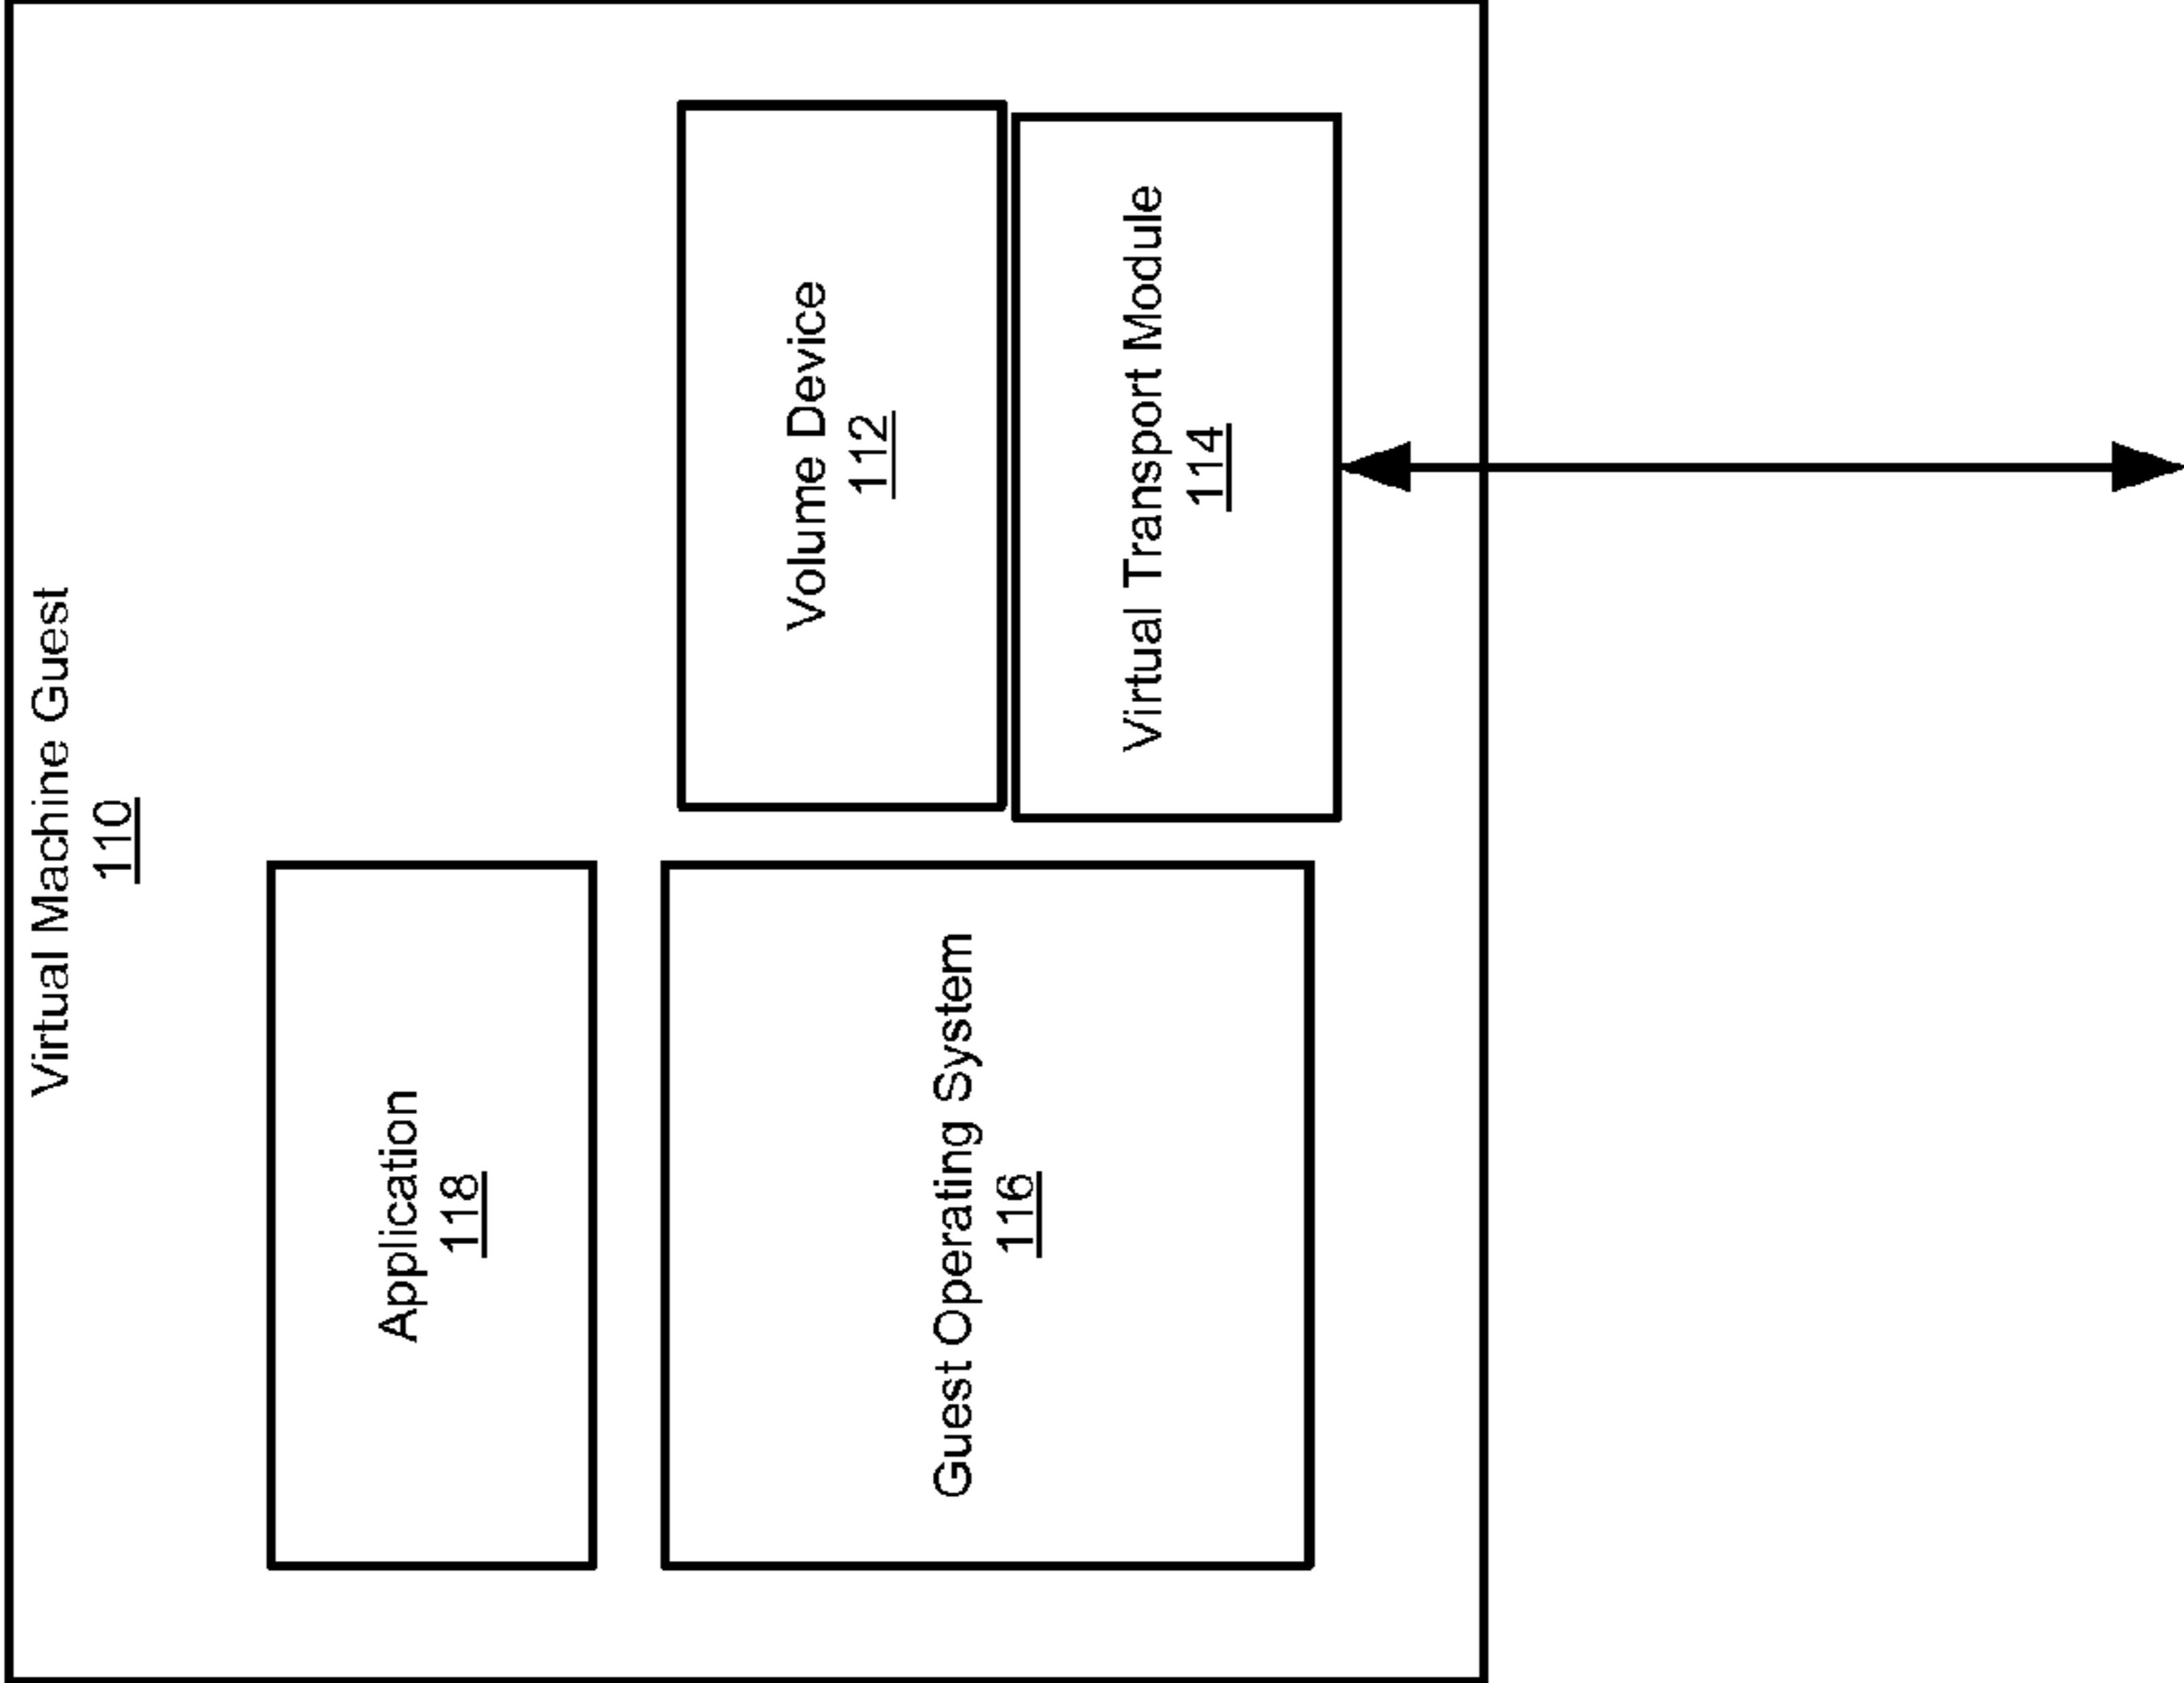 Virtual Machine Guest
110
Application
118
Guest Operating System
116
Volume Device
112
Virtual Transport Module
114